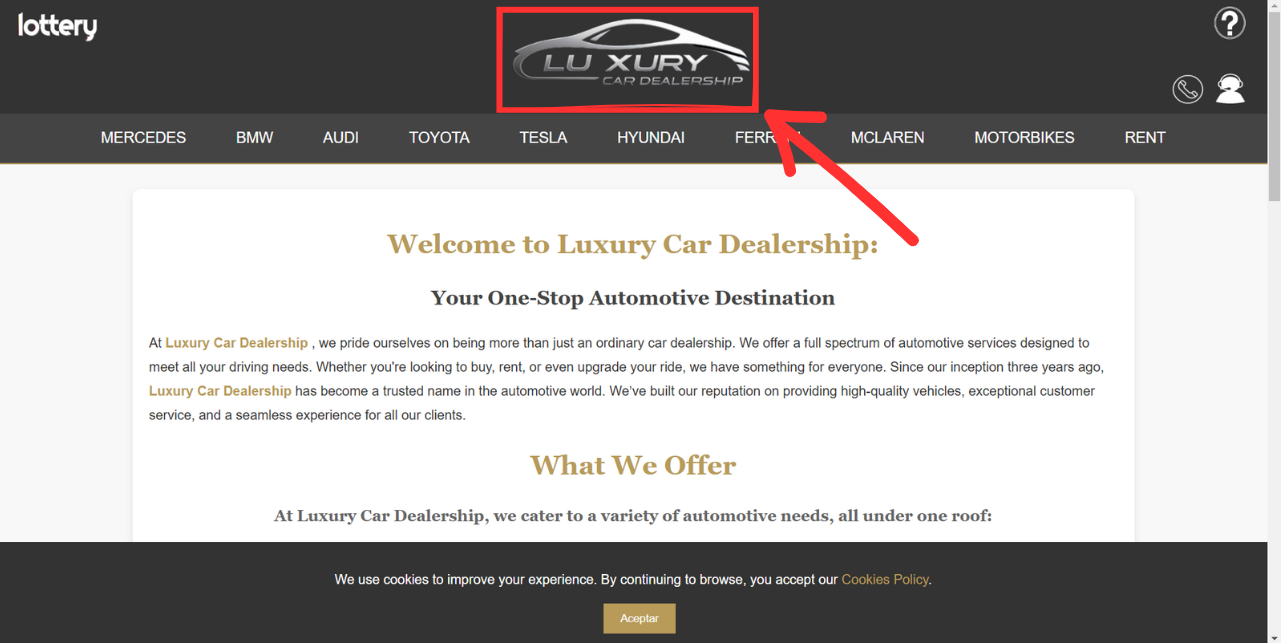 lottery
LU XURY
CAR DEALERSHIP
?
MERCEDES BMW AUDI TOYOTA TESLA HYUNDAI MCLAREN MOTORBIKES RENT
Welcome to Luxury Car Dealership:
Your One-Stop Automotive Destination
At Luxury Car Dealership , we pride ourselves on being more than just an ordinary car dealership. We offer a full spectrum of automotive services designed to
meet all your driving needs. Whether you're looking to buy, rent, or even upgrade your ride, we have something for everyone. Since our inception three years ago,
Luxury Car Dealership has become a trusted name in the automotive world. We've built our reputation on providing high-quality vehicles, exceptional customer
service, and a seamless experience for all our clients.
What We Offer
At Luxury Car Dealership, we cater to a variety of automotive needs, all under one roof:
We use cookies to improve your experience. By continuing to browse, you accept our Cookies Policy.
Aceptar